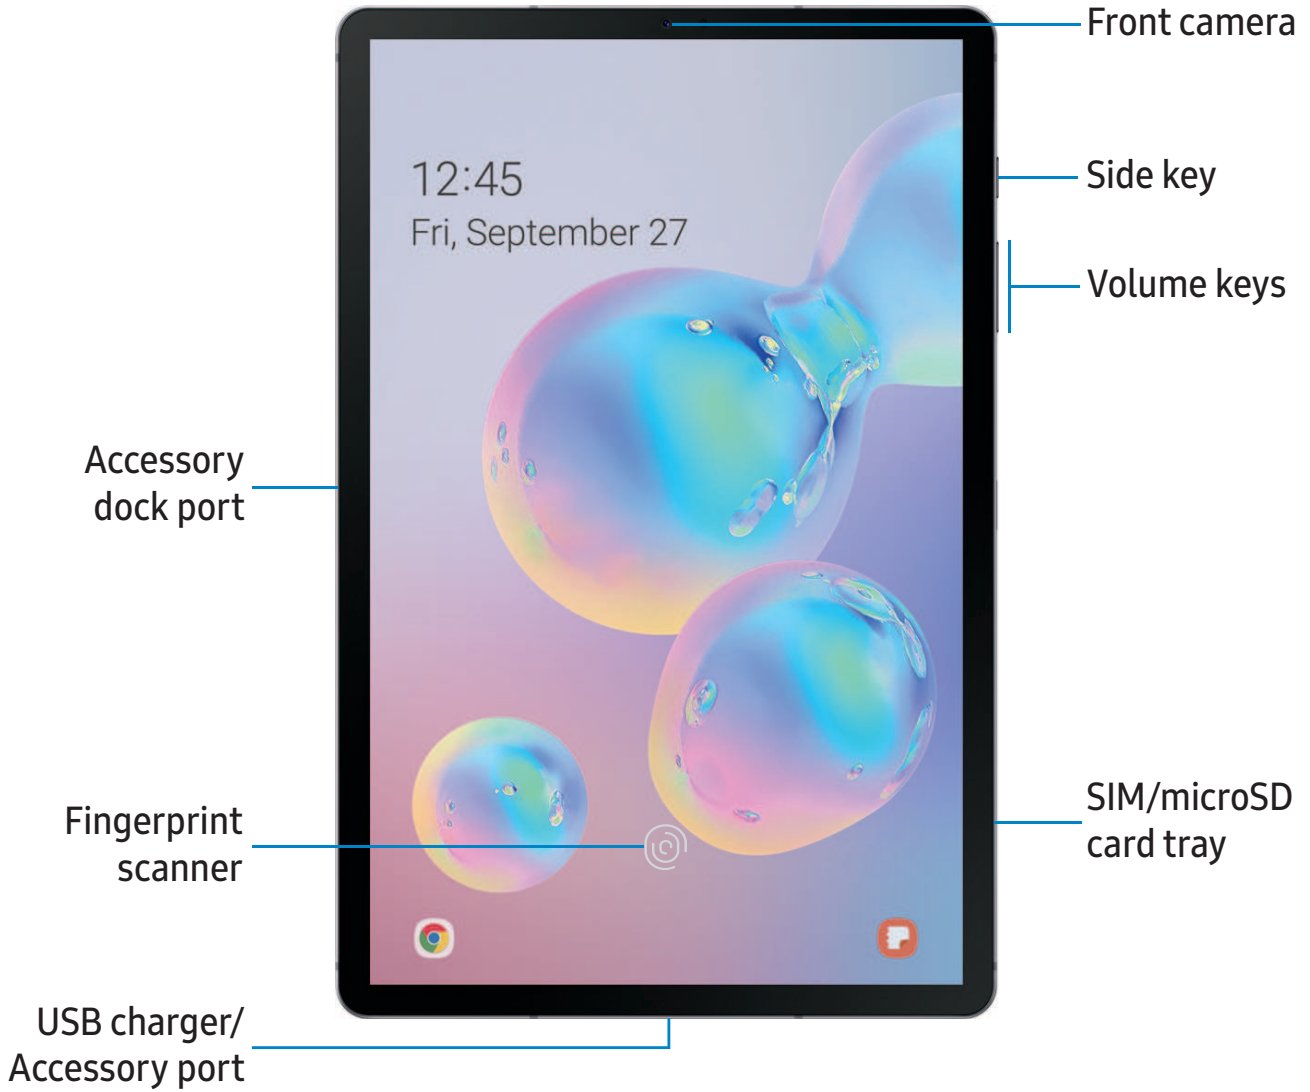 Front camera
12:45
Fri, September 27
Side key
Volume keys
Accessory
dock port
Fingerprint
scanner
SIM/microSD
card tray
USB charger/
Accessory port